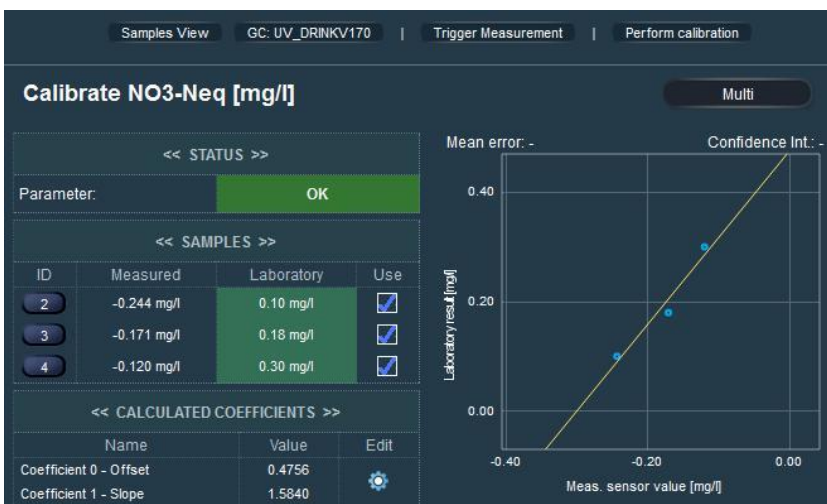 Samples View GC: UV_DRINKV170 | Trigger Measurement | Perform calibration
Calibrate NO3-Neq [mg/l]
Multi
<< STATUS >>
Parameter: OK
<< SAMPLES >>
ID Measured Laboratory Use
2 -0.244 mg/l 0.10 mg/l
3 -0.171 mg/l 0.18 mg/l
4 -0.120 mg/l 0.30 mg/l
<< CALCULATED COEFFICIENTS >>
Name Value Edit
Coefficient 0 - Offset 0.4756
Coefficient 1 - Slope 1.5840
Mean error: - Confidence Int.: -
Laboratory result [mg/l]
0.40
0.20
0.00
-0.40 -0.20 0.00
Meas. sensor value [mg/l]